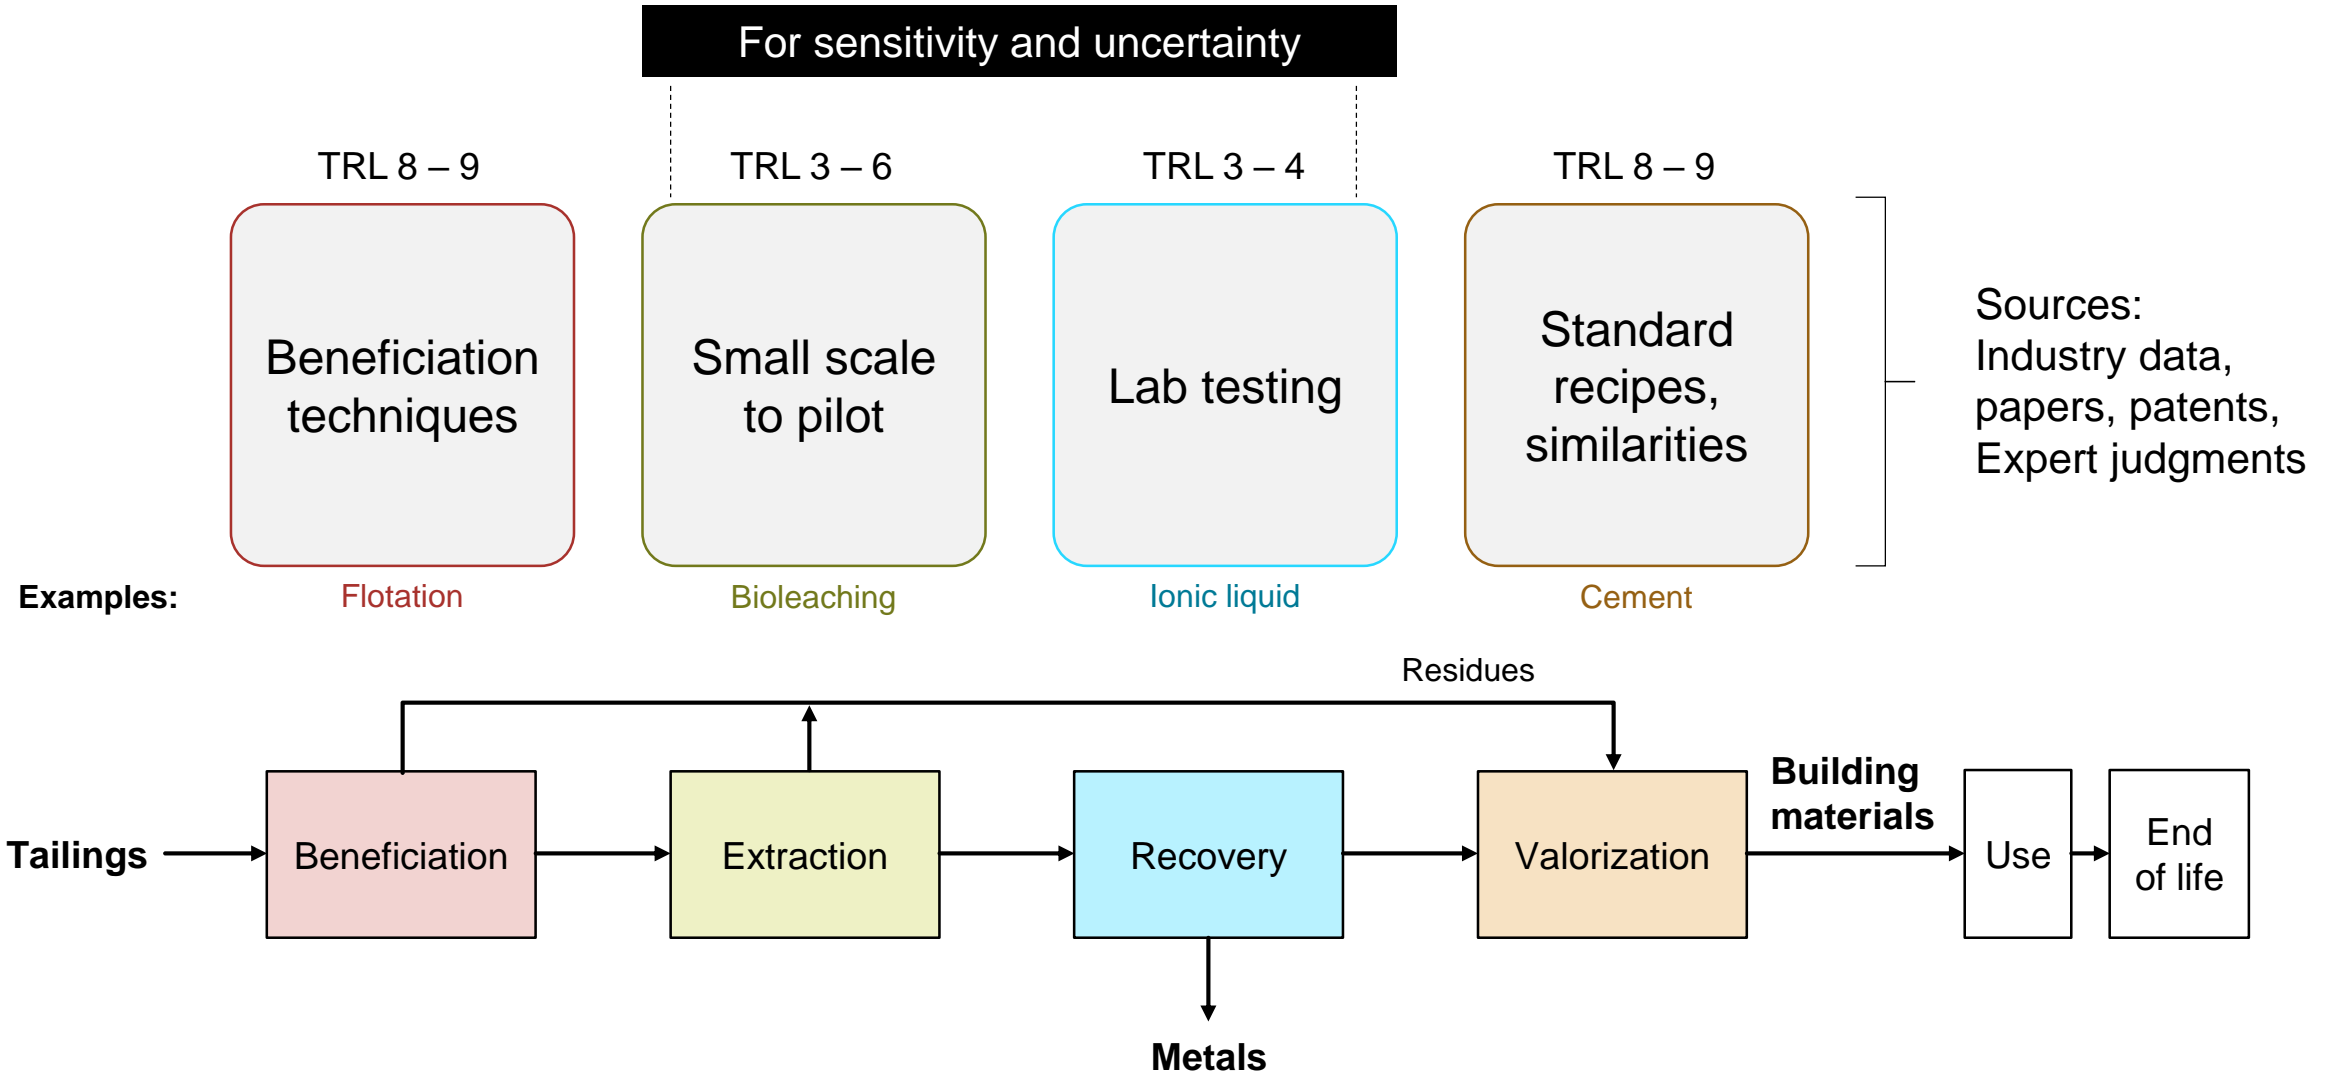 For sensitivity and uncertainty
TRL 8 – 9
TRL 3 – 6
TRL 3 – 4
TRL 8 – 9
Beneficiation
techniques
Small scale
to pilot
Lab testing
Standard
recipes,
similarities
Sources:
Industry data,
papers, patents,
Expert judgments
Examples:
Flotation
Bioleaching
Ionic liquid
Cement
Residues
Tailings
Beneficiation
Extraction
Recovery
Valorization
Building
materials
Use
End
of life
Metals